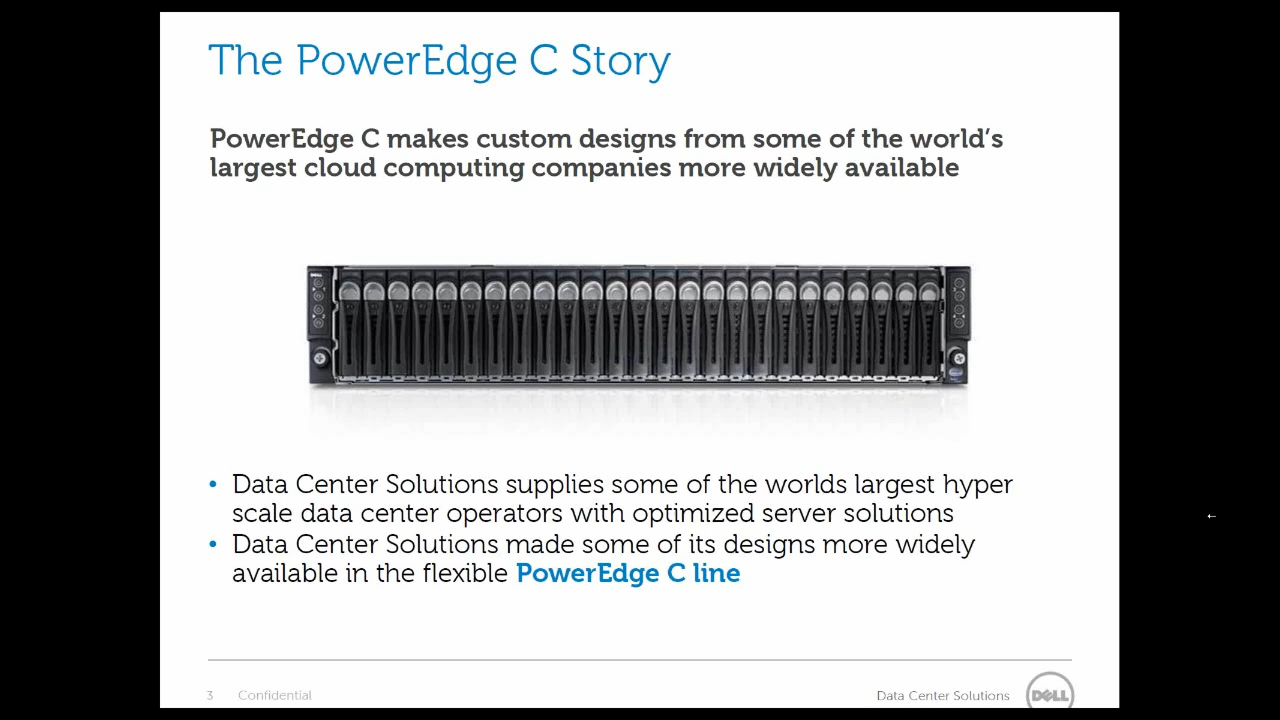 The PowerEdge C Story
PowerEdge C makes custom designs from some of the world's
largest cloud computing companies more widely available
DELL
• Data Center Solutions supplies some of the worlds largest hyper
scale data center operators with optimized server solutions
• Data Center Solutions made some of its designs more widely
available in the flexible PowerEdge C line
3 Confidential
Data Center Solutions
DELL